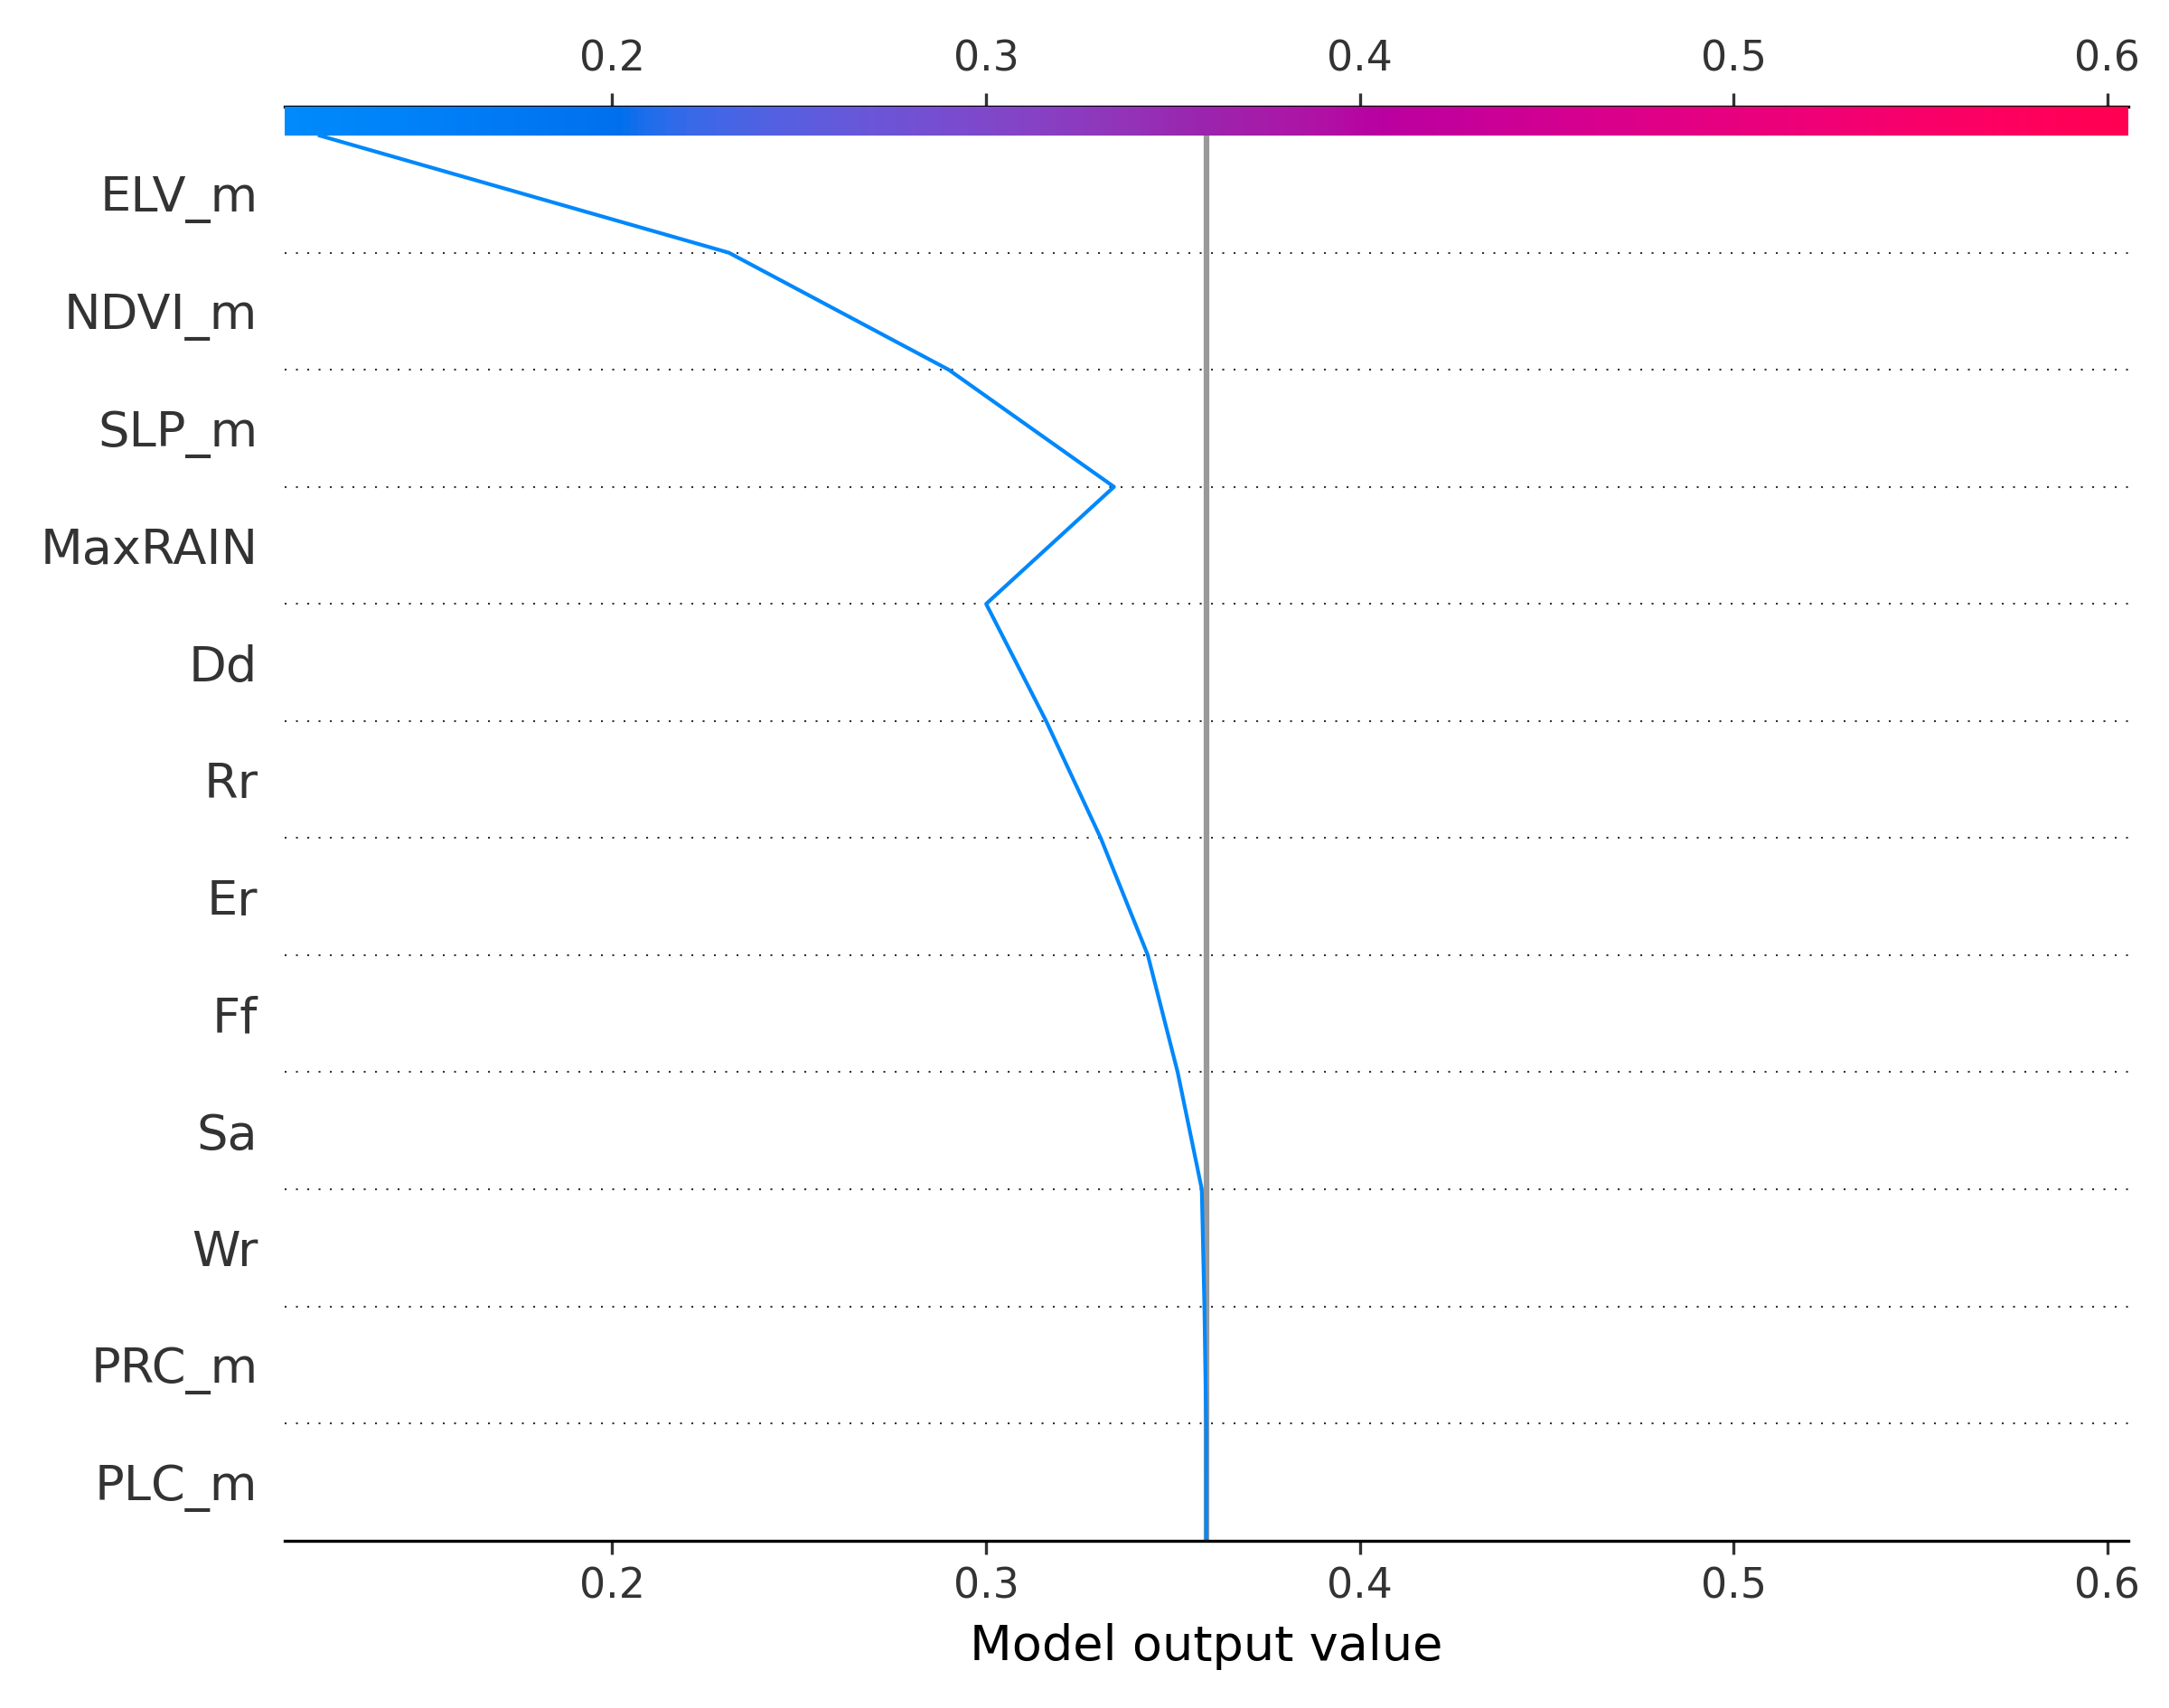 0.2 0.3 0.4 0.5 0.6
ELV_m
NDVI_m
SLP_m
MaxRAIN
Dd
Rr
Er
Ff
Sa
Wr
PRC_m
PLC_m
0.2 0.3 0.4 0.5 0.6
Model output value